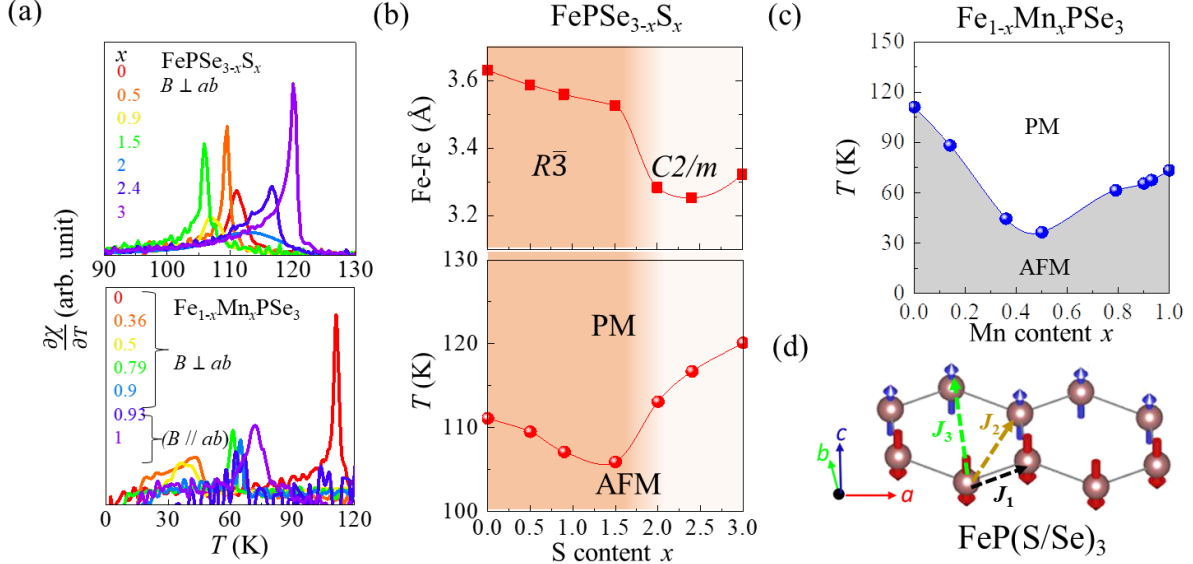 (a)
x
FePSe3-xSx
0
B ⊥ ab
0.5
0.9
1.5
2
2.4
3
90 100 110 120 130
∂χ/∂T (arb. unit)
0
Fe1-xMnxPSe3
0.36
0.5
0.79
B ⊥ ab
0.9
0.93
1
(B // ab)
0 30 60 90 120
T (K)
(b)
FePSe3-xSx
Fe-Fe (Å)
3.6
3.4
3.2
R3̅
C2/m
T (K)
130
120
110
100
PM
AFM
0.0 0.5 1.0 1.5 2.0 2.5 3.0
S content x
(c)
Fe1-xMnxPSe3
T (K)
150
120
90
60
30
0
PM
AFM
0.0 0.2 0.4 0.6 0.8 1.0
Mn content x
(d)
J3
J2
J1
c
b
a
FeP(S/Se)3